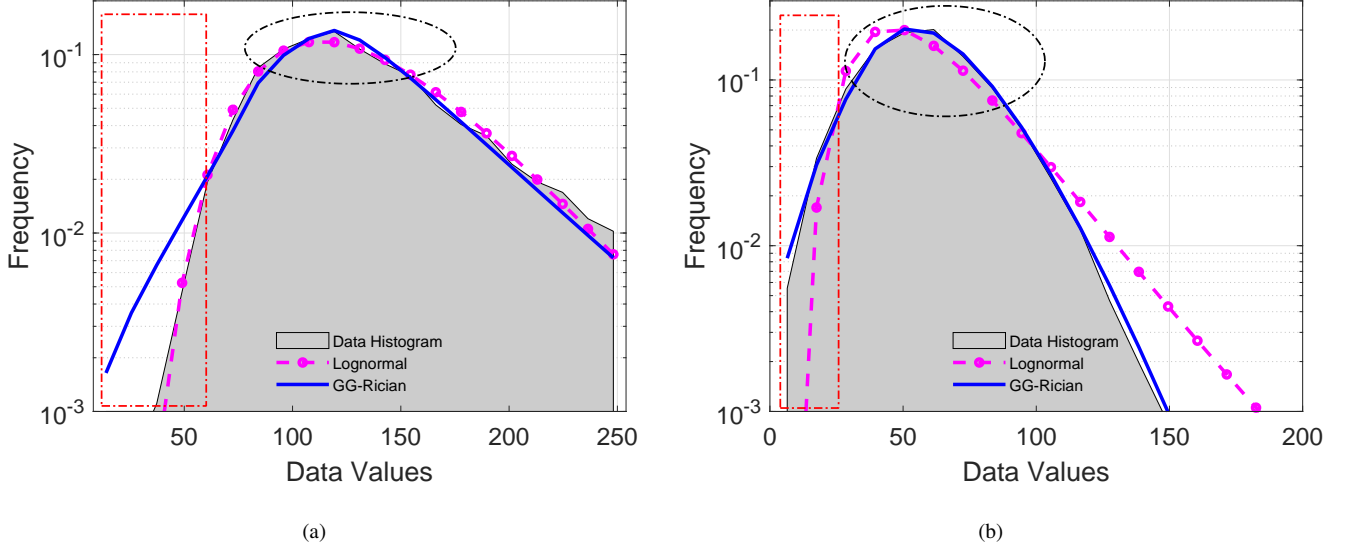 10^-1
10^-2
10^-3
Frequency
50
100
150
200
250
Data Values
Data Histogram
Lognormal
GG-Rician
(a)
10^-1
10^-2
10^-3
Frequency
0
50
100
150
200
Data Values
Data Histogram
Lognormal
GG-Rician
(b)